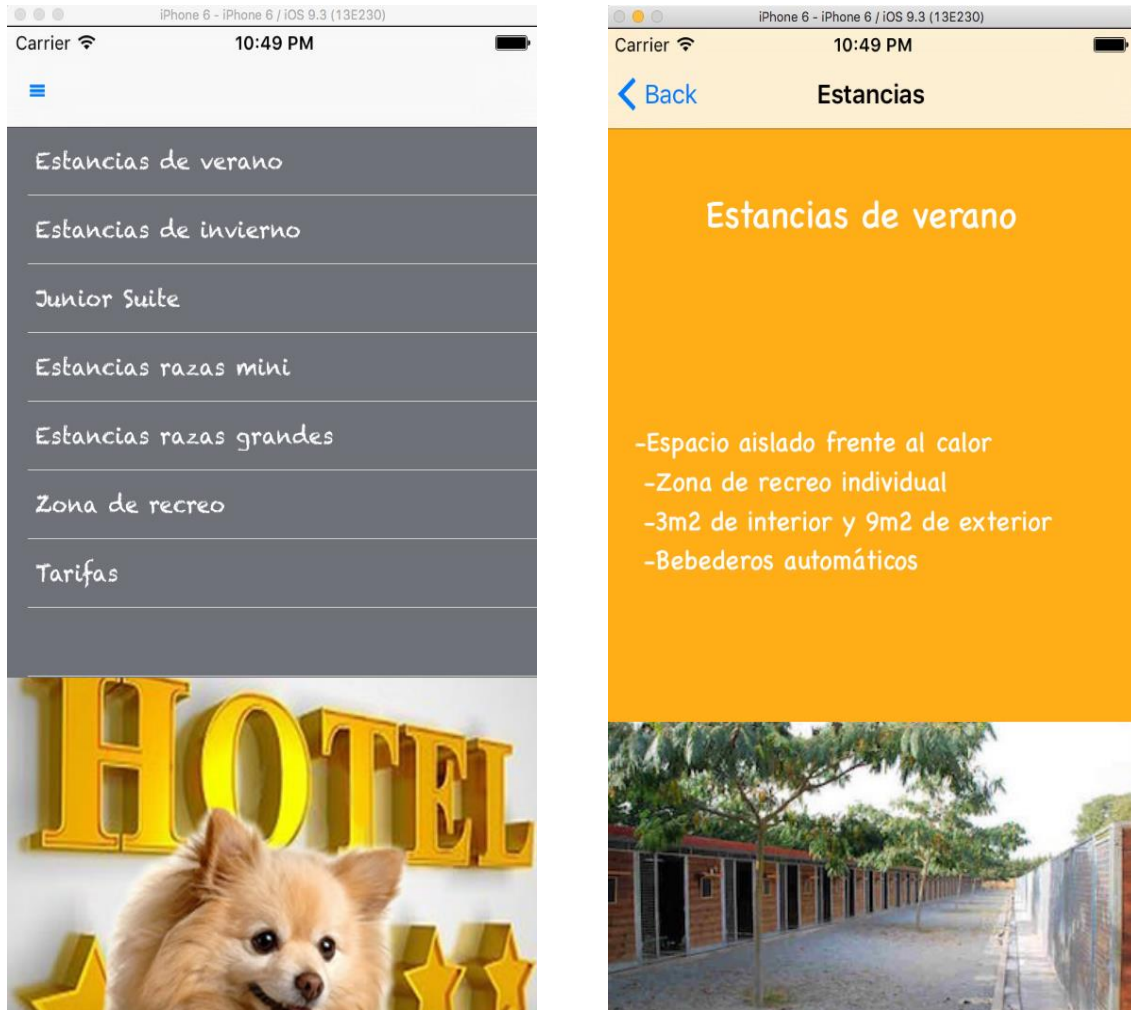 iPhone 6 - iPhone 6 / iOS 9.3 (13E230)
Carrier 10:49 PM
Estancias de verano
Estancias de invierno
Junior Suite
Estancias razas mini
Estancias razas grandes
Zona de recreo
Tarifas
HOTEL
iPhone 6 - iPhone 6 / iOS 9.3 (13E230)
Carrier 10:49 PM
Back Estancias
Estancias de verano
-Espacio aislado frente al calor
-Zona de recreo individual
-3m2 de interior y 9m2 de exterior
-Bebederos automáticos